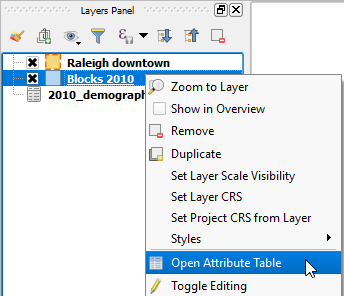 Layers Panel
Raleigh downtown
Blocks 2010
2010_demograph
Zoom to Layer
Show in Overview
Remove
Duplicate
Set Layer Scale Visibility
Set Layer CRS
Set Project CRS from Layer
Styles
Open Attribute Table
Toggle Editing